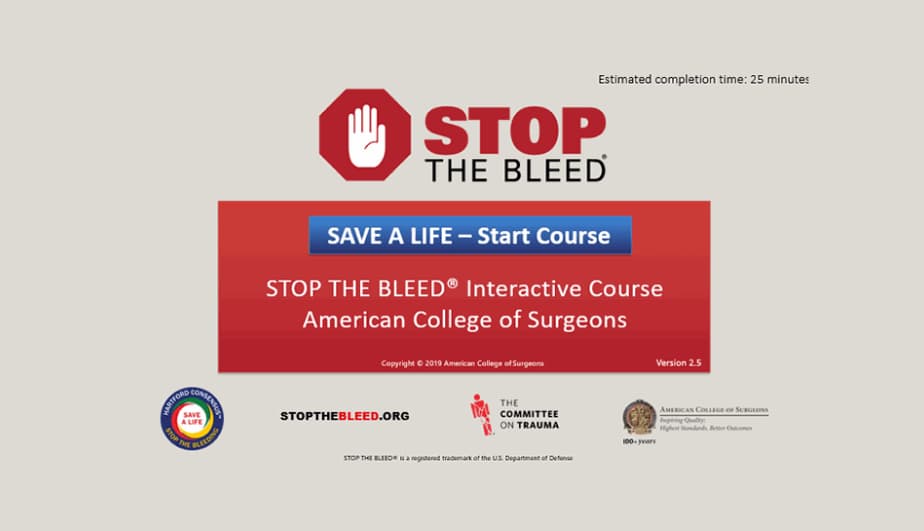 Estimated completion time: 25 minutes
STOP
THE BLEED®
SAVE A LIFE – Start Course
STOP THE BLEED® Interactive Course
American College of Surgeons
Copyright © 2019 American College of Surgeons
Version 2.5
HARTFORD CONSENSUS™
SAVE
A LIFE
STOP THE BLEEDING
STOPTHEBLEED.ORG
THE
COMMITTEE
ON TRAUMA
AMERICAN COLLEGE OF SURGEONS
Inspiring Quality:
Highest Standards, Better Outcomes
100+ years
STOP THE BLEED® is a registered trademark of the U.S. Department of Defense